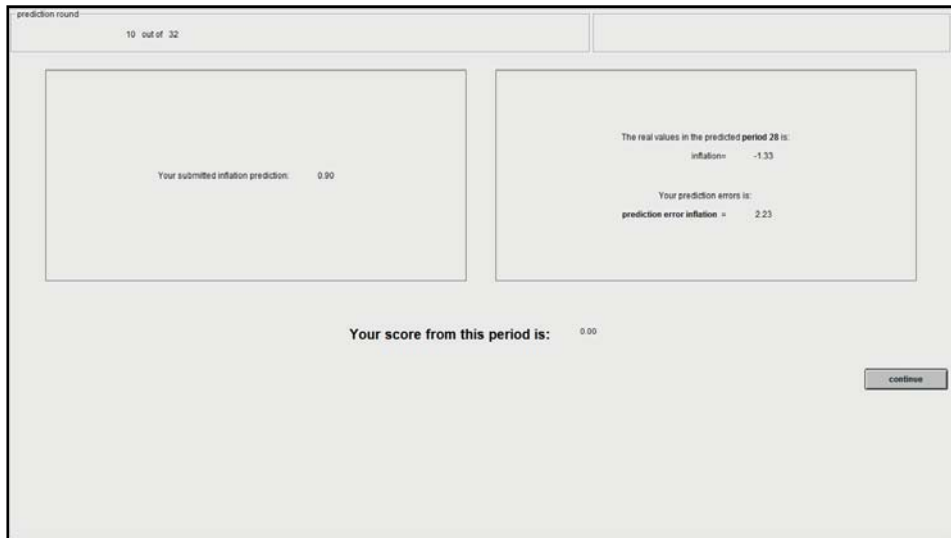 prediction round
10 out of 32
Your submitted inflation prediction: 0.90
The real values in the predicted period 28 is:
inflation= -1.33
Your prediction errors is:
prediction error inflation = 2.23
Your score from this period is: 0.00
continue